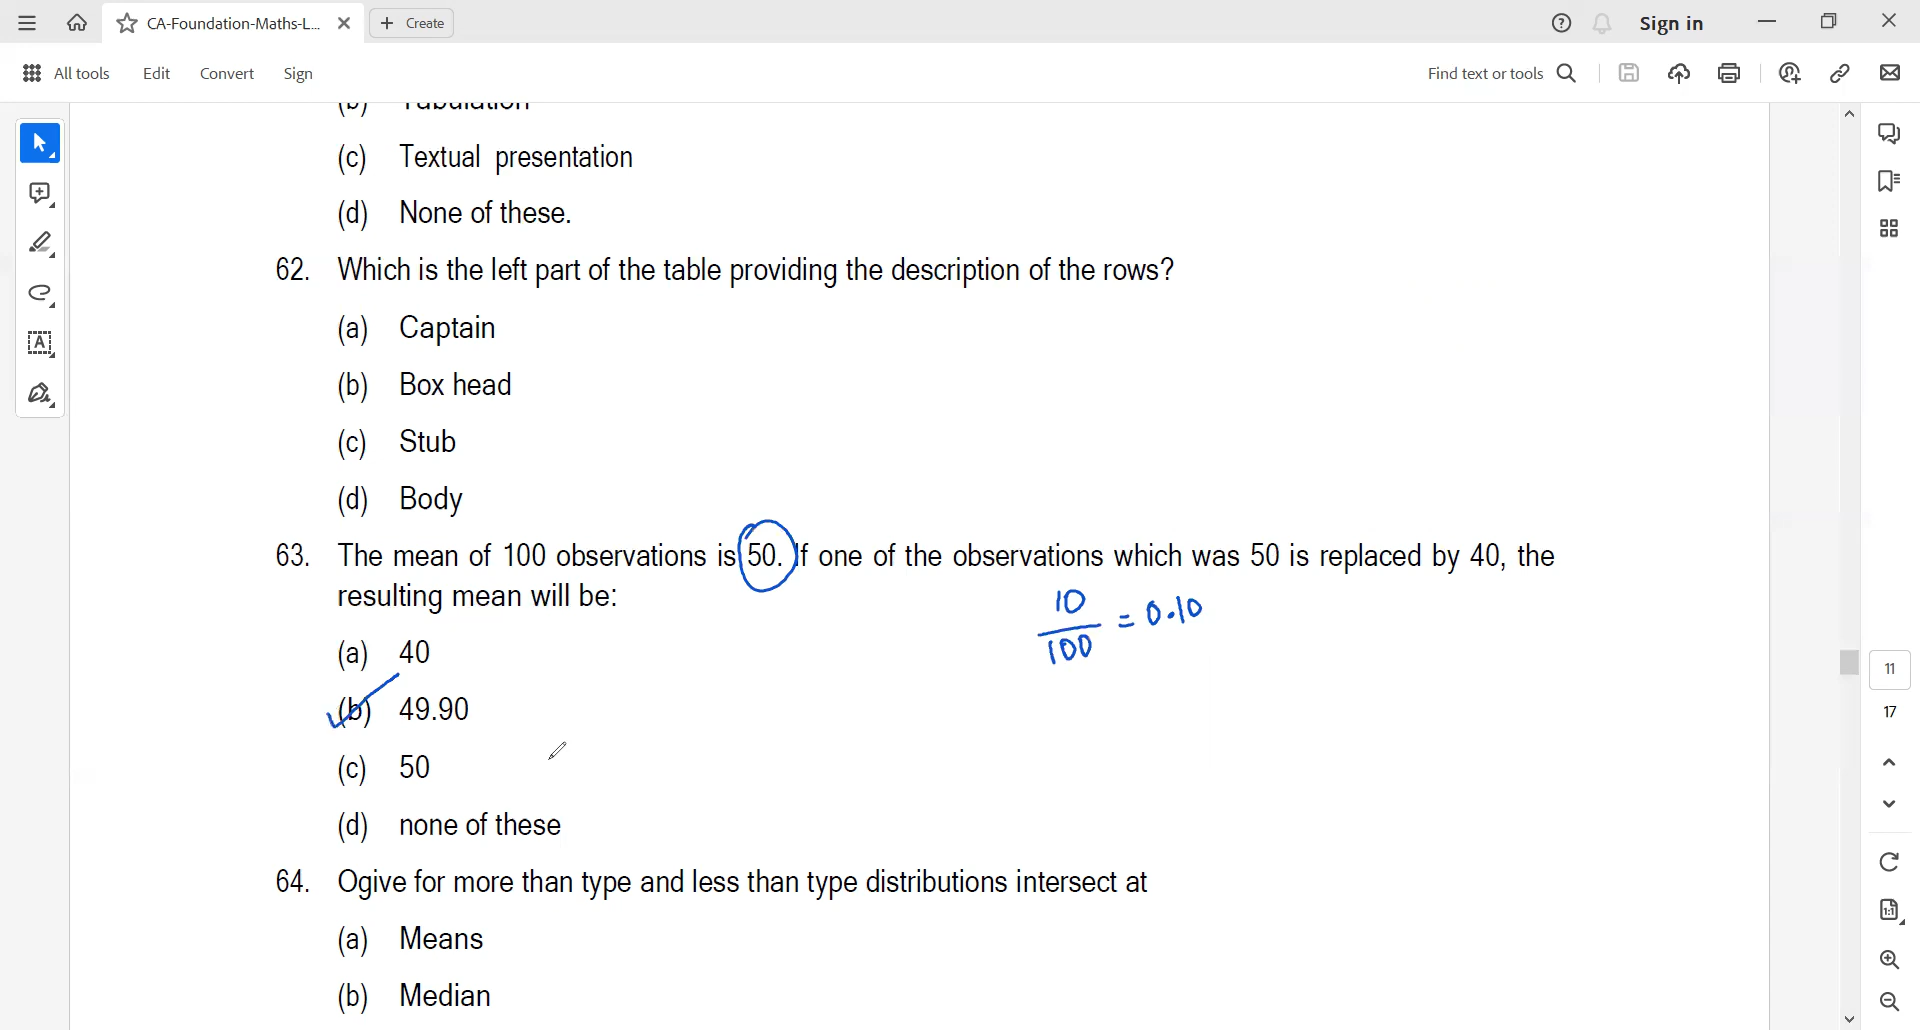 CA-Foundation-Maths-L...
Create
Sign in
All tools
Edit
Convert
Sign
Find text or tools
(b) Tabulation
(c) Textual presentation
(d) None of these.
62. Which is the left part of the table providing the description of the rows?
(a) Captain
(b) Box head
(c) Stub
(d) Body
63. The mean of 100 observations is 50. If one of the observations which was 50 is replaced by 40, the
resulting mean will be:
10
100
= 0.10
(a) 40
(b) 49.90
(c) 50
(d) none of these
64. Ogive for more than type and less than type distributions intersect at
(a) Means
(b) Median
11
17